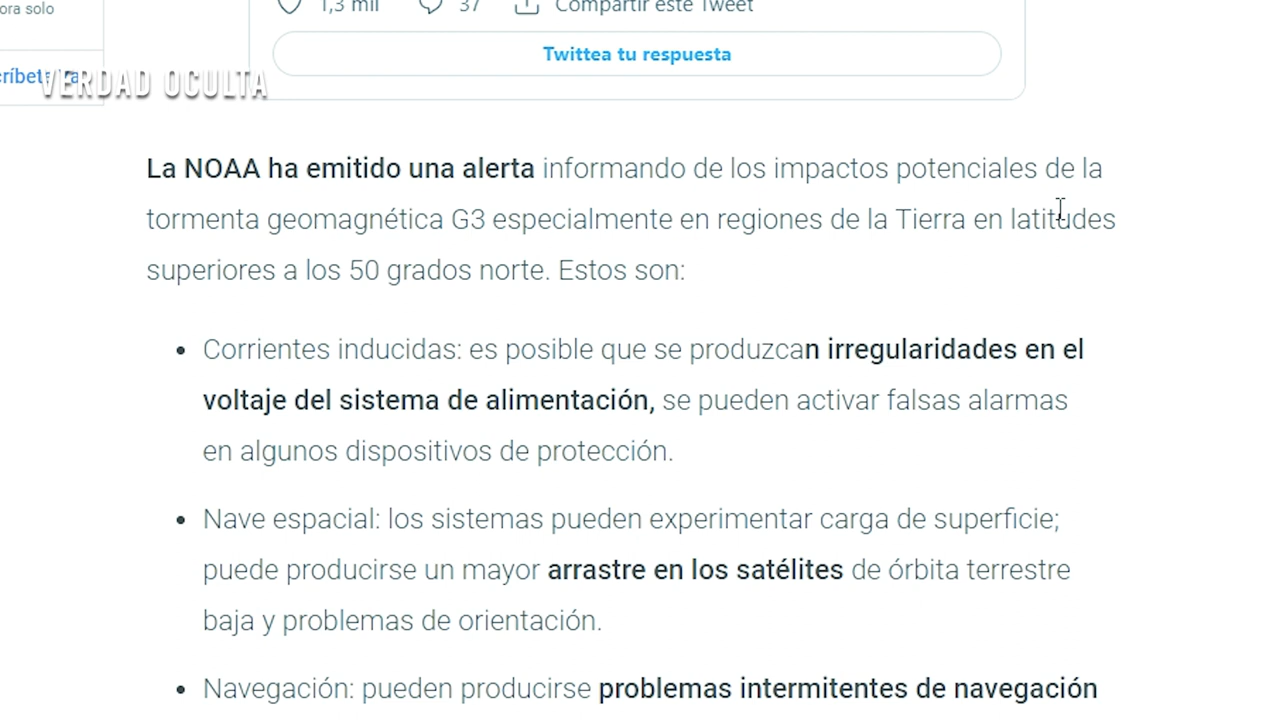 ora solo
1,3 mil 37 Compartir este Tweet
Twittea tu respuesta
VERDAD OCULTA
La NOAA ha emitido una alerta informando de los impactos potenciales de la
tormenta geomagnética G3 especialmente en regiones de la Tierra en latitudes
superiores a los 50 grados norte. Estos son:
• Corrientes inducidas: es posible que se produzcan irregularidades en el
voltaje del sistema de alimentación, se pueden activar falsas alarmas
en algunos dispositivos de protección.
• Nave espacial: los sistemas pueden experimentar carga de superficie;
puede producirse un mayor arrastre en los satélites de órbita terrestre
baja y problemas de orientación.
• Navegación: pueden producirse problemas intermitentes de navegación